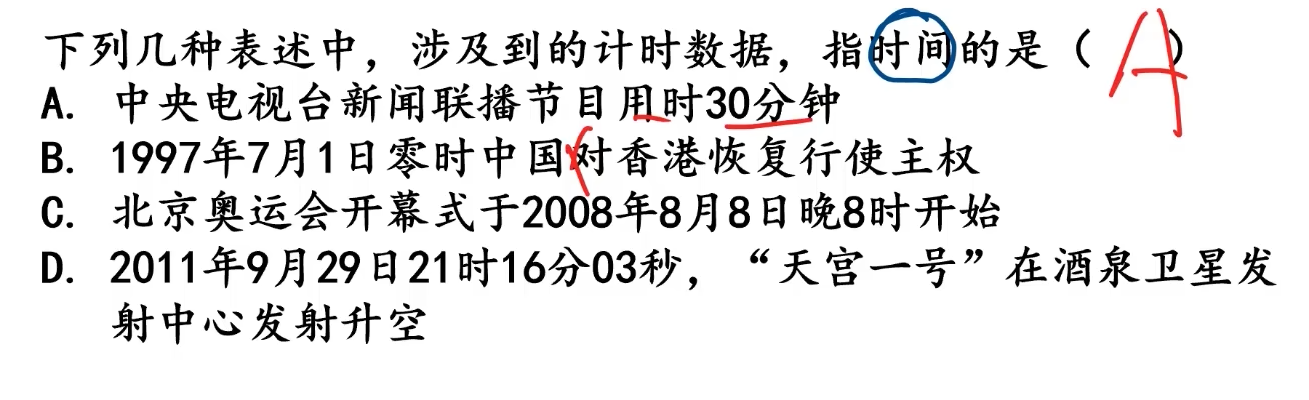 下列几种表述中，涉及到的计时数据，指时间的是（ A ）
A. 中央电视台新闻联播节目用时30分钟
B. 1997年7月1日零时中国对香港恢复行使主权
C. 北京奥运会开幕式于2008年8月8日晚8时开始
D. 2011年9月29日21时16分03秒，“天宫一号”在酒泉卫星发
射中心发射升空